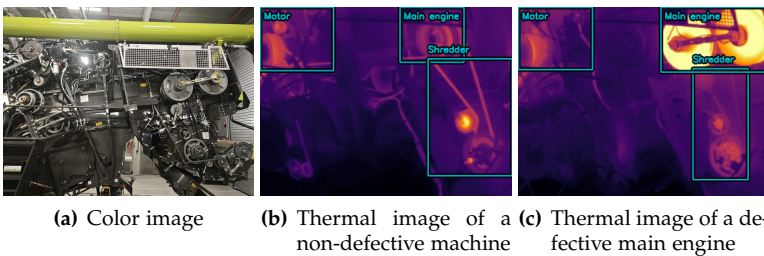 Motor
Main engine
Shredder
Motor
Main engine
Shredder
(a) Color image
(b) Thermal image of a
non-defective machine
(c) Thermal image of a de-
fective main engine